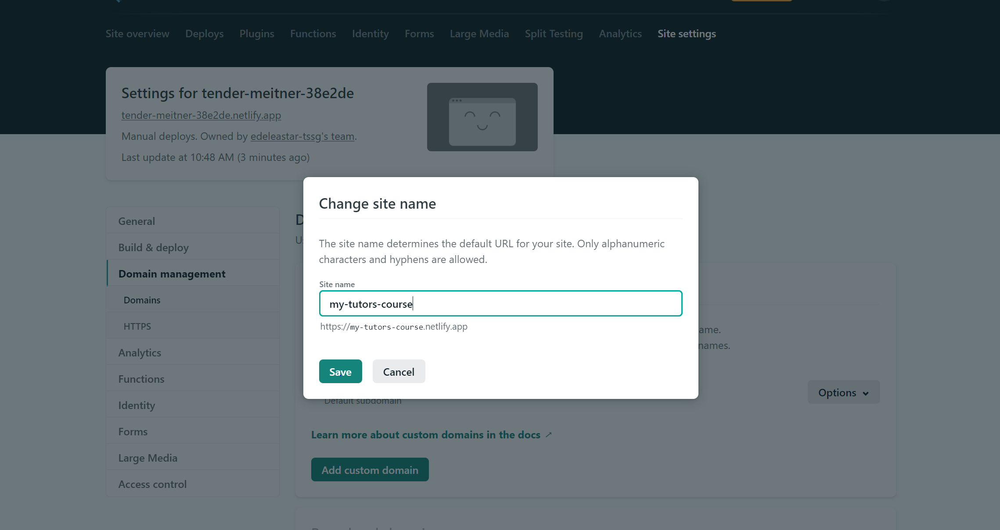 Site overview Deploys Plugins Functions Identity Forms Large Media Split Testing Analytics Site settings
Settings for tender-meitner-38e2de
tender-meitner-38e2de.netlify.app
Manual deploys. Owned by edeleastar-tssg's team.
Last update at 10:48 AM (3 minutes ago)
General
Build & deploy
Domain management
Domains
HTTPS
Analytics
Functions
Identity
Forms
Large Media
Access control
Change site name
The site name determines the default URL for your site. Only alphanumeric
characters and hyphens are allowed.
Site name
my-tutors-course
https://my-tutors-course.netlify.app
Save Cancel
names.
Options
Default subdomain
Learn more about custom domains in the docs
Add custom domain